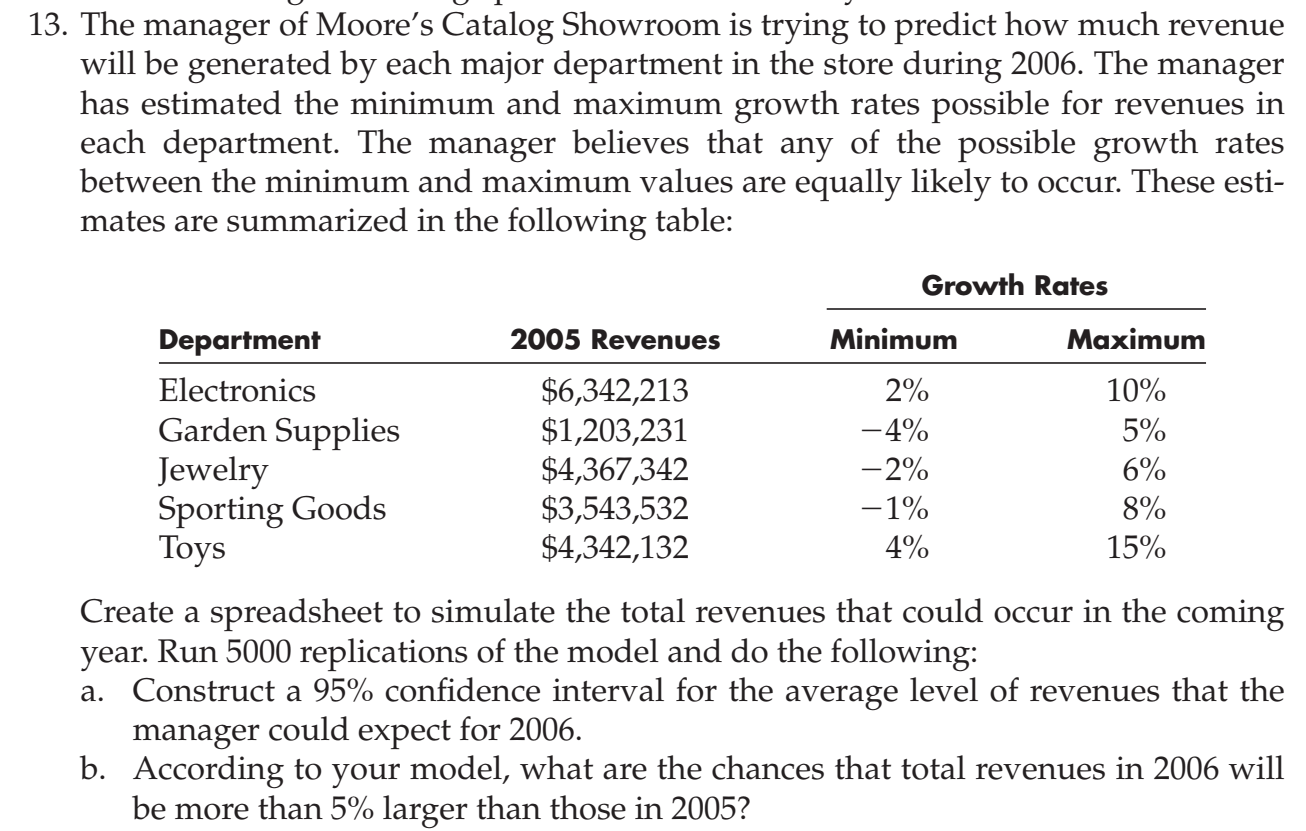 13. The manager of Moore's Catalog Showroom is trying to predict how much revenue
will be generated by each major department in the store during 2006. The manager
has estimated the minimum and maximum growth rates possible for revenues in
each department. The manager believes that any of the possible growth rates
between the minimum and maximum values are equally likely to occur. These esti-
mates are summarized in the following table:
Growth Rates
Department 2005 Revenues Minimum Maximum
Electronics $6,342,213 2% 10%
Garden Supplies $1,203,231 −4% 5%
Jewelry $4,367,342 −2% 6%
Sporting Goods $3,543,532 −1% 8%
Toys $4,342,132 4% 15%
Create a spreadsheet to simulate the total revenues that could occur in the coming
year. Run 5000 replications of the model and do the following:
a. Construct a 95% confidence interval for the average level of revenues that the
manager could expect for 2006.
b. According to your model, what are the chances that total revenues in 2006 will
be more than 5% larger than those in 2005?